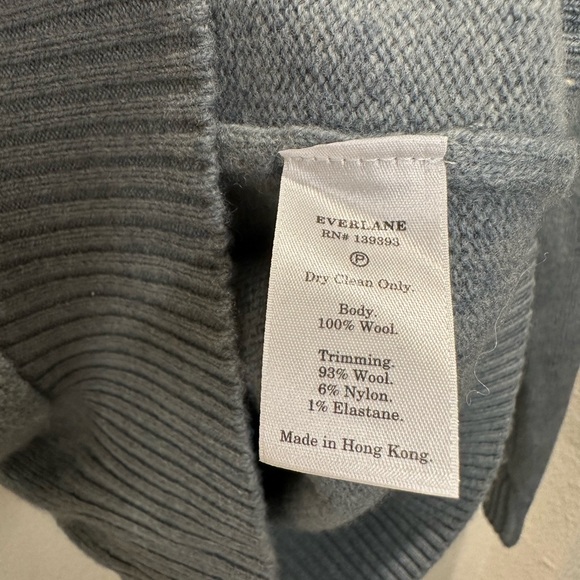 EVERLANE
RN# 139393
P
Dry Clean Only.
Body.
100% Wool.
Trimming.
93% Wool.
6% Nylon.
1% Elastane.
Made in Hong Kong.